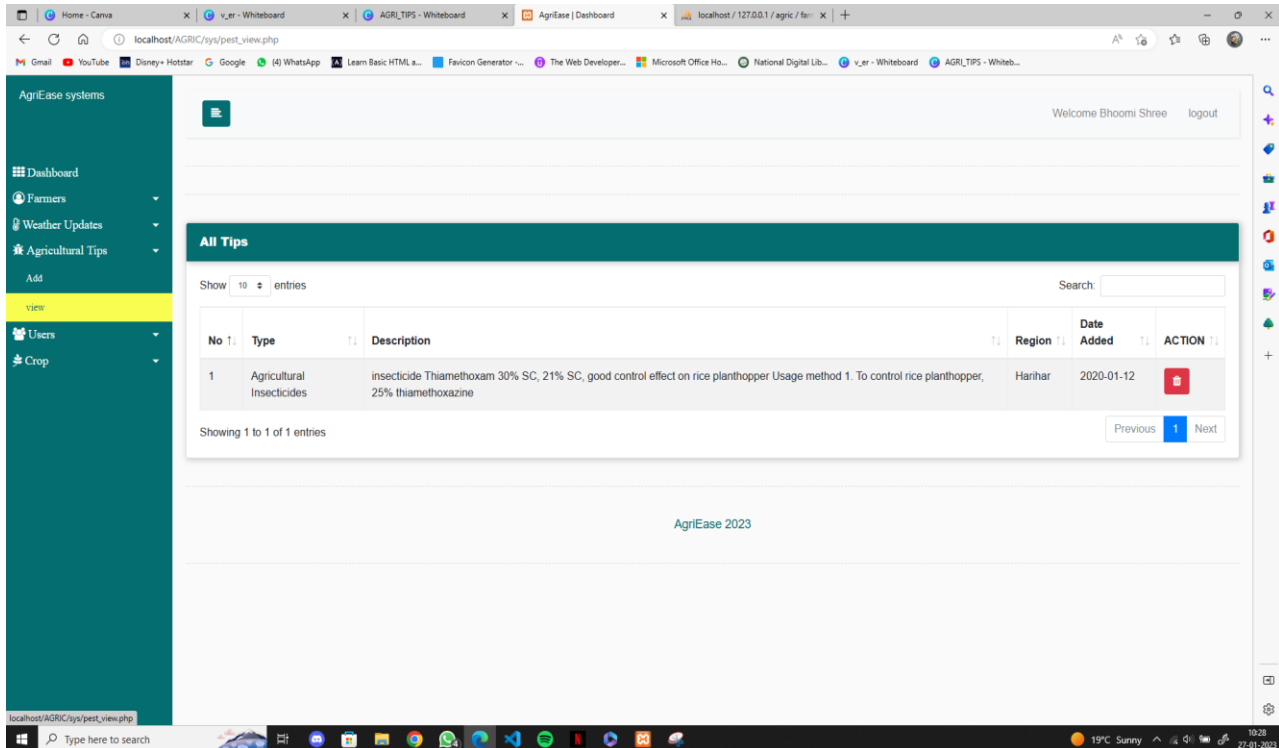 Home - Canva
v_er - Whiteboard
AGRI_TIPS - Whiteboard
AgriEase | Dashboard
localhost / 127.0.0.1 / agric / farm
localhost/AGRIC/sys/pest_view.php
Gmail YouTube Disney+ Hotstar Google (4) WhatsApp Learn Basic HTML a... Favicon Generator -... The Web Developer... Microsoft Office Ho... National Digital Lib... v_er - Whiteboard AGRI_TIPS - Whiteb...
AgriEase systems
Welcome Bhoomi Shree logout
Dashboard
Farmers
Weather Updates
Agricultural Tips
Add
view
Users
Crop
All Tips
Show 10 entries
Search:
No Type Description Region Date Added ACTION
1 Agricultural Insecticides insecticide Thiamethoxam 30% SC, 21% SC, good control effect on rice planthopper Usage method 1. To control rice planthopper, Harihar 2020-01-12
25% thiamethoxazine
Showing 1 to 1 of 1 entries
Previous 1 Next
AgriEase 2023
localhost/AGRIC/sys/pest_view.php
Type here to search
19°C Sunny
10:28
27-01-2023